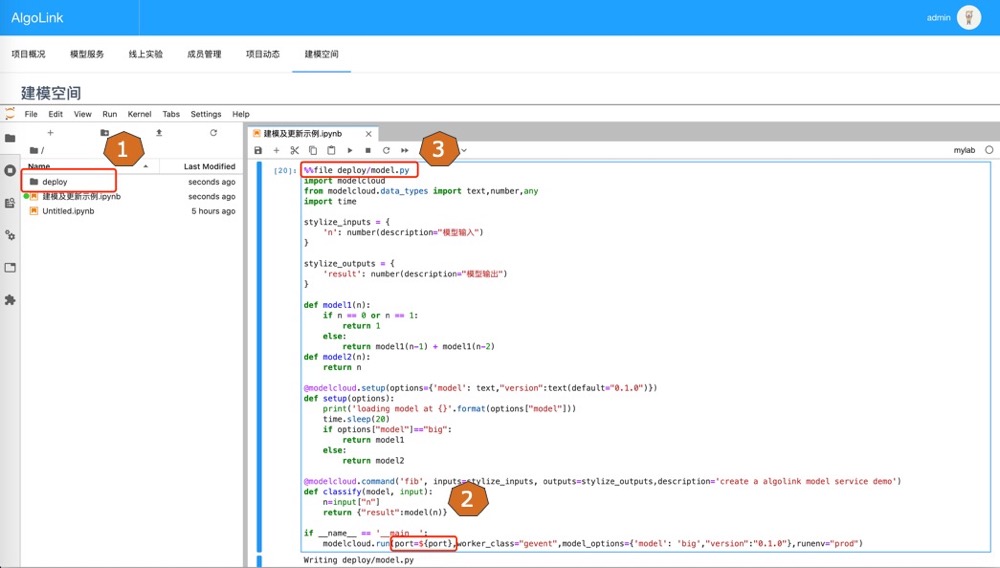 AlgoLink
admin
项目概况 模型服务 线上实验 成员管理 项目动态 建模空间
建模空间
File Edit View Run Kernel Tabs Settings Help
建模及更新示例.ipynb
1
3
mylab
/
Name Last Modified
deploy seconds ago
建模及更新示例.ipynb seconds ago
Untitled.ipynb 5 hours ago
[20]: %%file deploy/model.py
import modelcloud
from modelcloud.data_types import text,number,any
import time
stylize_inputs = {
'n': number(description="模型输入")
}
stylize_outputs = {
'result': number(description="模型输出")
}
def model1(n):
if n == 0 or n == 1:
return 1
else:
return model1(n-1) + model1(n-2)
def model2(n):
return n
@modelcloud.setup(options={'model': text,"version":text(default="0.1.0")})
def setup(options):
print('loading model at {}'.format(options["model"]))
time.sleep(20)
if options["model"]=="big":
return model1
else:
return model2
@modelcloud.command('fib', inputs=stylize_inputs, outputs=stylize_outputs,description='create a algolink model service demo')
def classify(model, input):
n=input["n"]
return {"result":model(n)}
2
if __name__ == '__main__':
modelcloud.run(port=${port},worker_class="gevent",model_options={'model': 'big',"version":"0.1.0"},runenv="prod")
Writing deploy/model.py